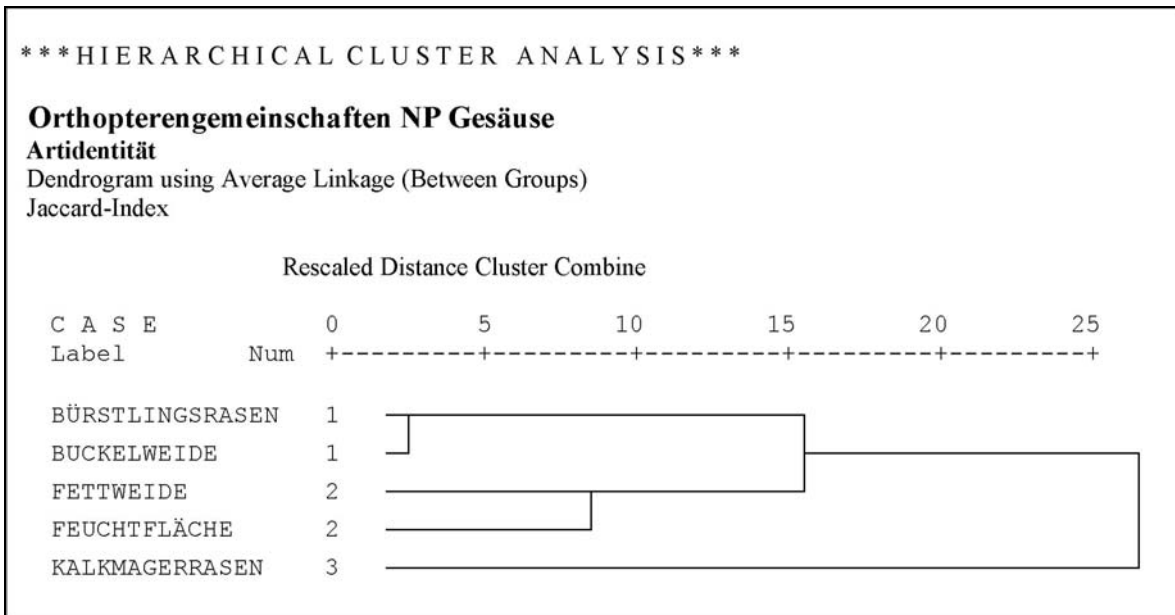 ***HIERARCHICAL CLUSTER ANALYSIS***
Orthopterengemeinschaften NP Gesäuse
Artidentität
Dendrogram using Average Linkage (Between Groups)
Jaccard-Index
Rescaled Distance Cluster Combine
C A S E 0 5 10 15 20 25
Label Num +---------+---------+---------+---------+---------+
BÜRSTLINGSRASEN 1
BUCKELWEIDE 1
FETTWEIDE 2
FEUCHTFLÄCHE 2
KALKMAGERRASEN 3